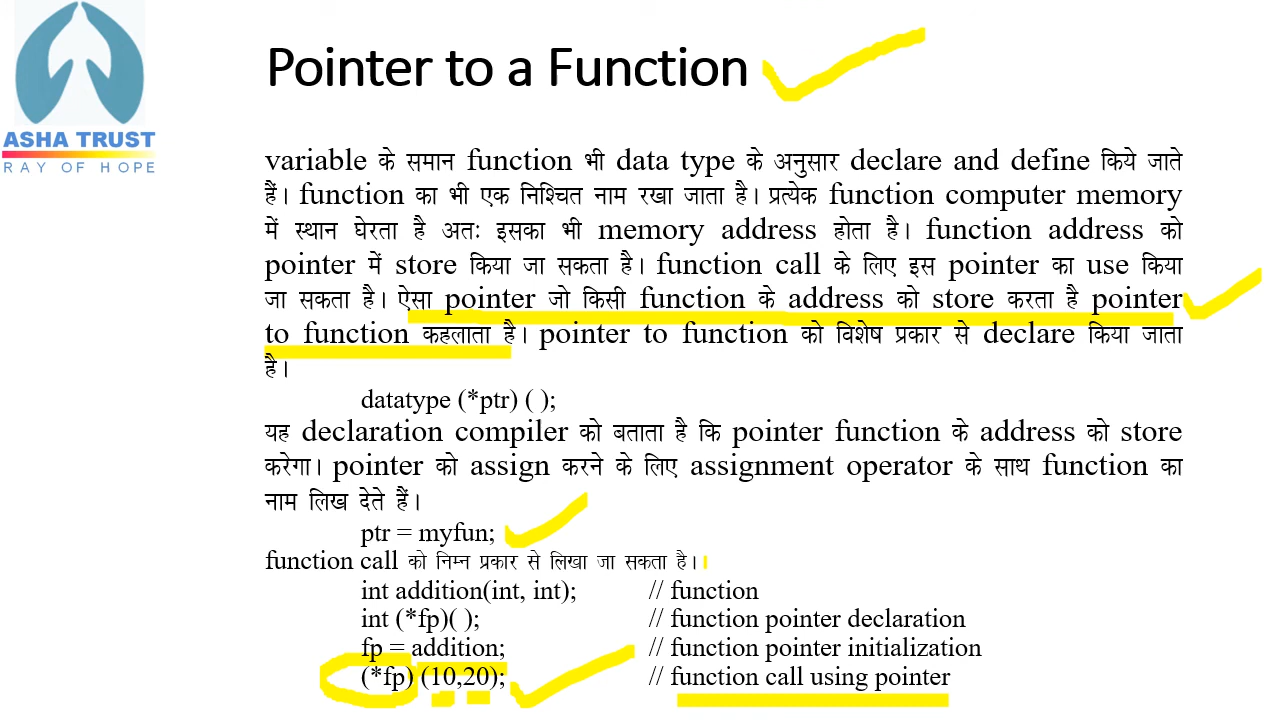 ASHA TRUST
RAY OF HOPE
Pointer to a Function
variable के समान function भी data type के अनुसार declare and define किये जाते
हैं। function का भी एक निश्चित नाम रखा जाता है। प्रत्येक function computer memory
में स्थान घेरता है अतः इसका भी memory address होता है। function address को
pointer में store किया जा सकता है। function call के लिए इस pointer का use किया
जा सकता है। ऐसा pointer जो किसी function के address को store करता है pointer
to function कहलाता है। pointer to function को विशेष प्रकार से declare किया जाता
है।
datatype (*ptr) ( );
यह declaration compiler को बताता है कि pointer function के address को store
करेगा। pointer को assign करने के लिए assignment operator के साथ function का
नाम लिख देते हैं।
ptr = myfun;
function call को निम्न प्रकार से लिखा जा सकता है।
int addition(int, int); // function
int (*fp)( ); // function pointer declaration
fp = addition; // function pointer initialization
(*fp) (10,20); // function call using pointer